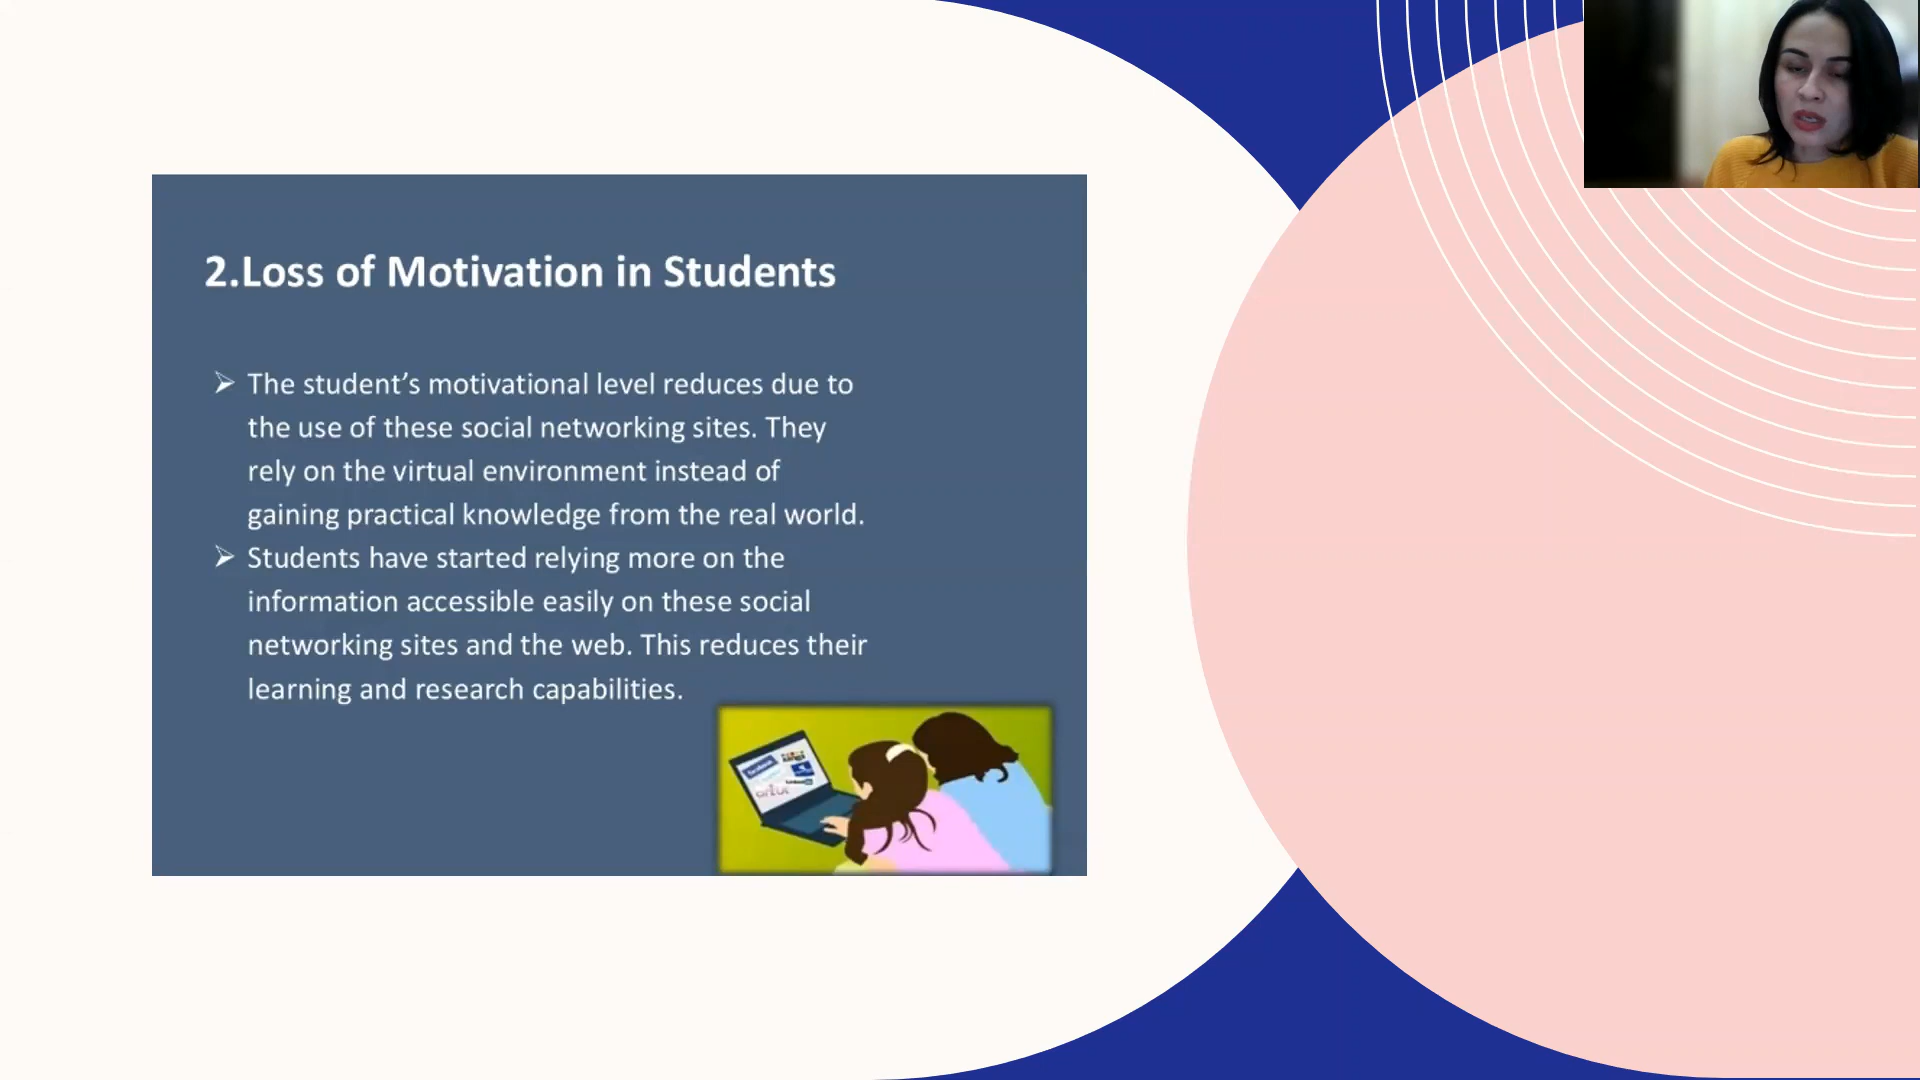 2.Loss of Motivation in Students
➢ The student’s motivational level reduces due to
the use of these social networking sites. They
rely on the virtual environment instead of
gaining practical knowledge from the real world.
➢ Students have started relying more on the
information accessible easily on these social
networking sites and the web. This reduces their
learning and research capabilities.
facebook